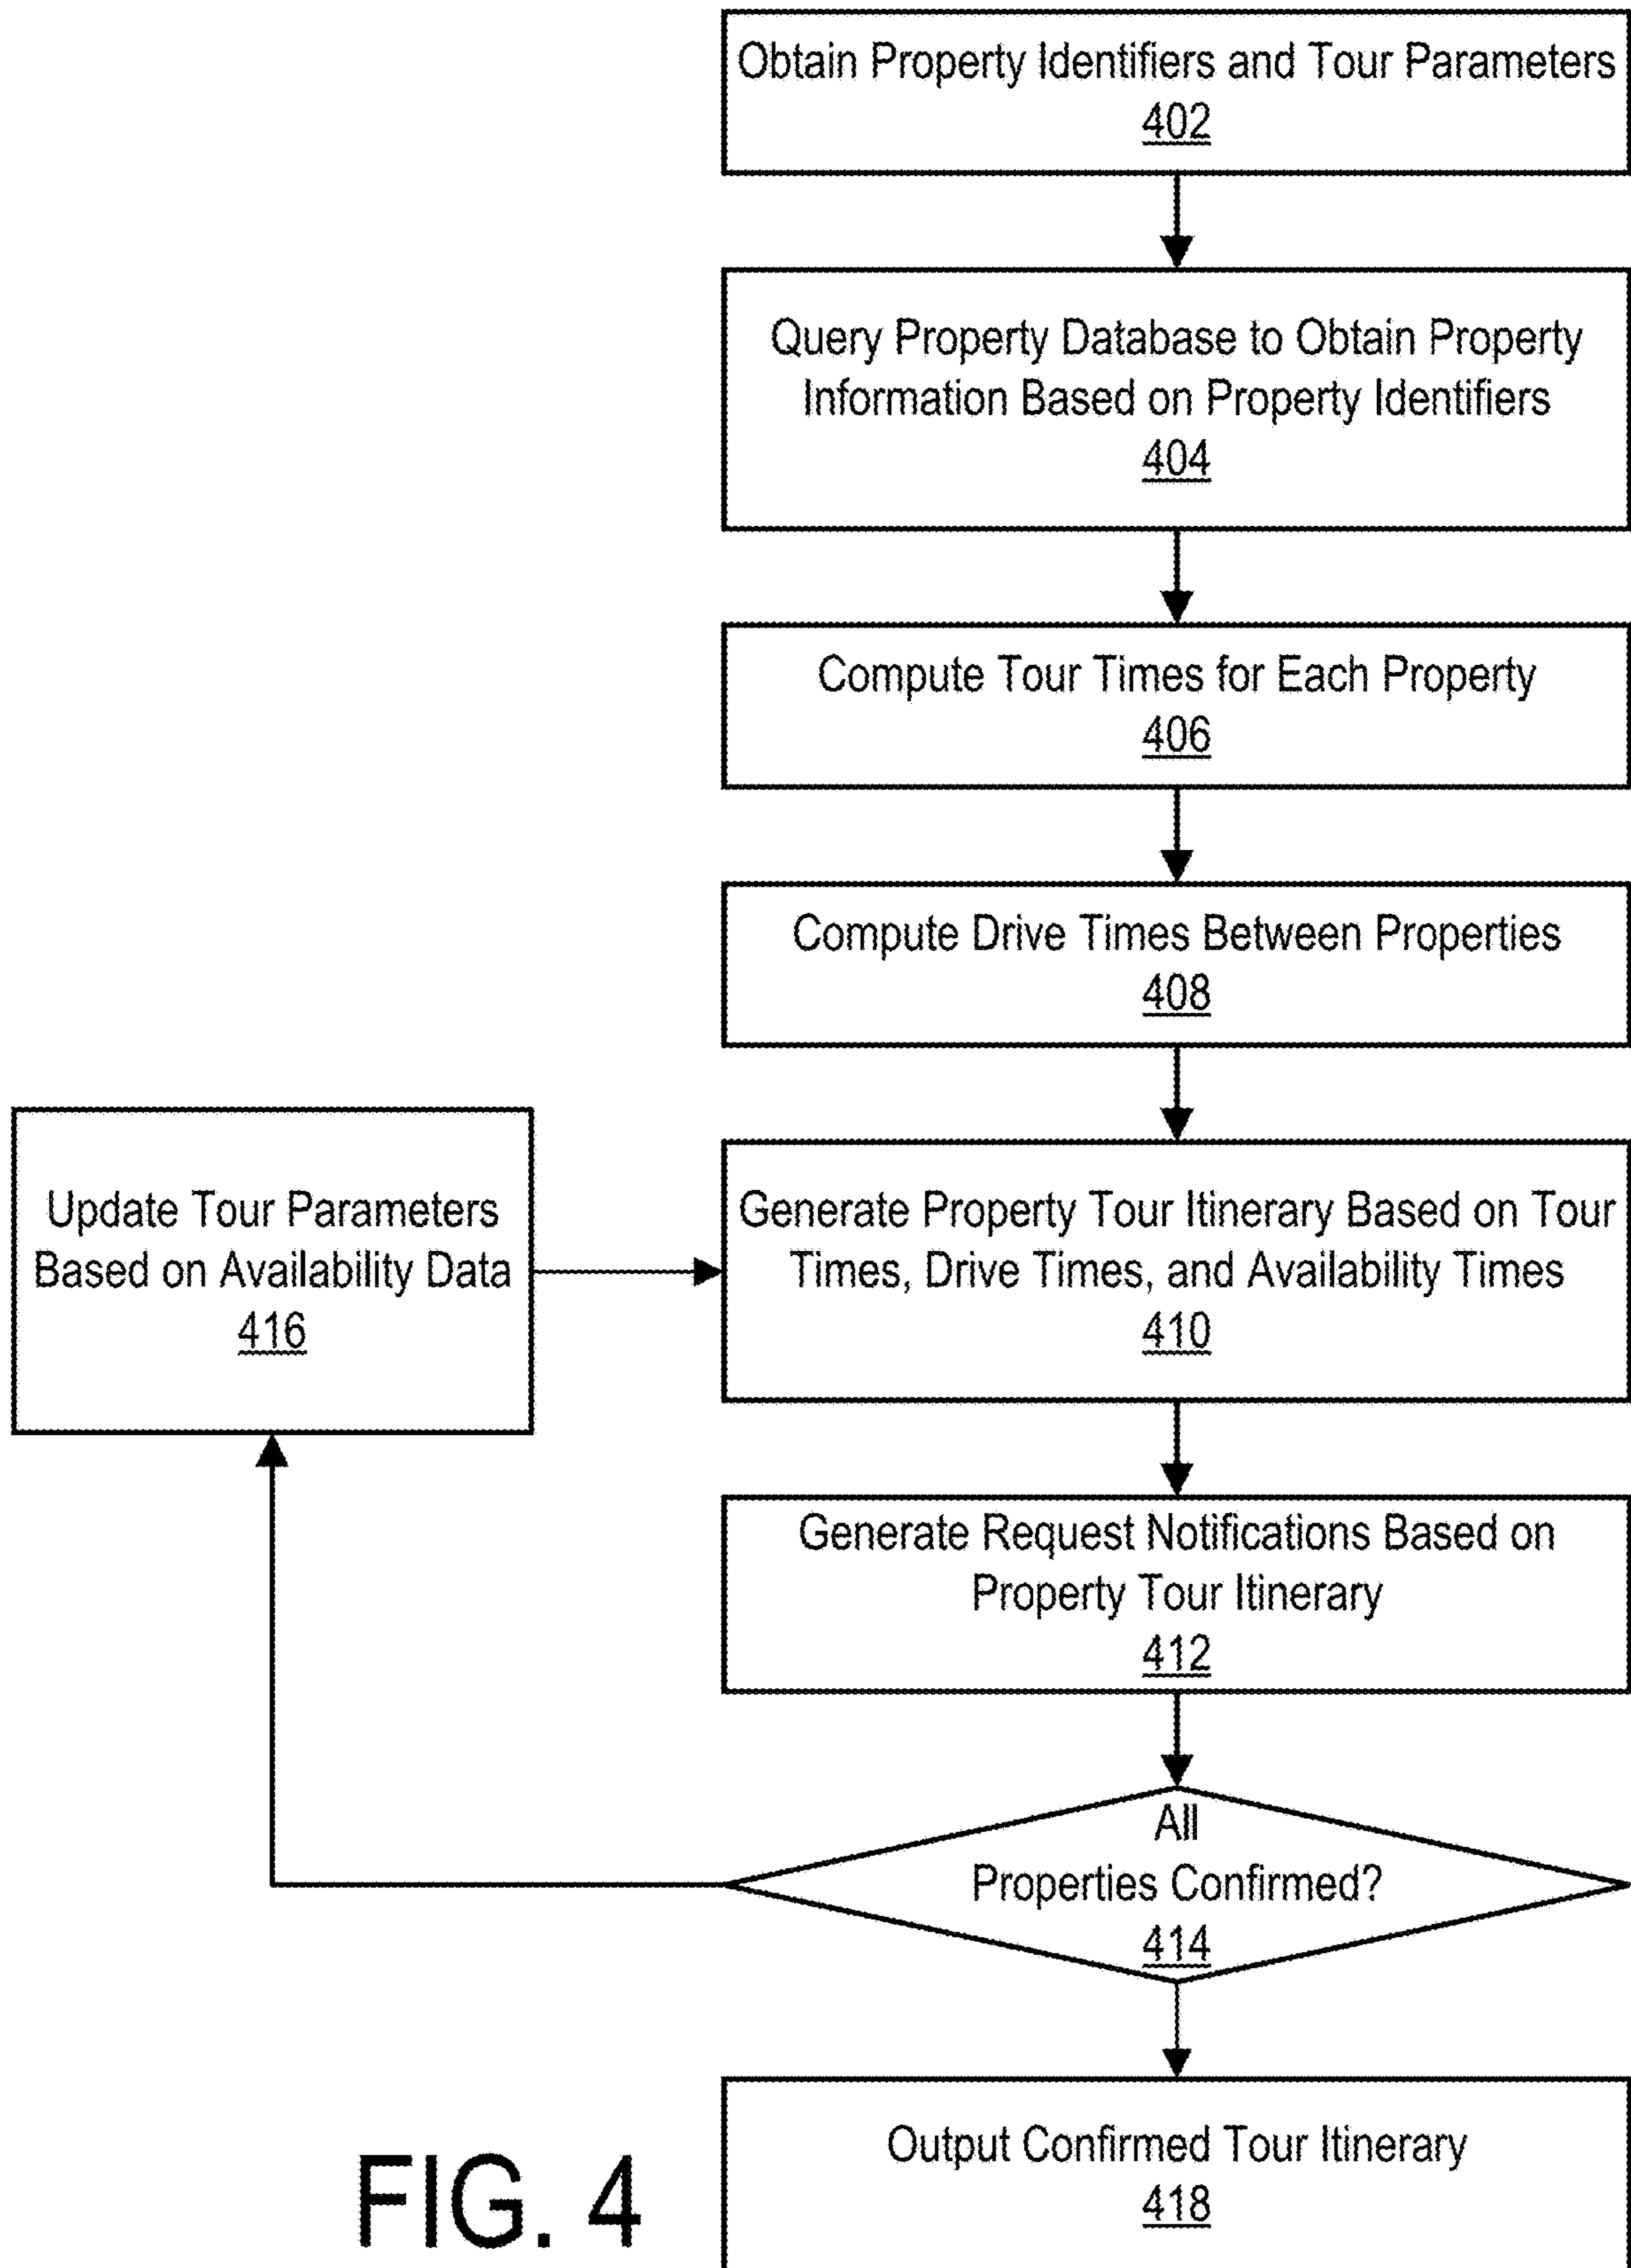 Obtain Property Identifiers and Tour Parameters
402
Query Property Database to Obtain Property
Information Based on Property Identifiers
404
Compute Tour Times for Each Property
406
Compute Drive Times Between Properties
408
Update Tour Parameters
Based on Availability Data
416
Generate Property Tour Itinerary Based on Tour
Times, Drive Times, and Availability Times
410
Generate Request Notifications Based on
Property Tour Itinerary
412
All
Properties Confirmed?
414
Output Confirmed Tour Itinerary
418
FIG. 4